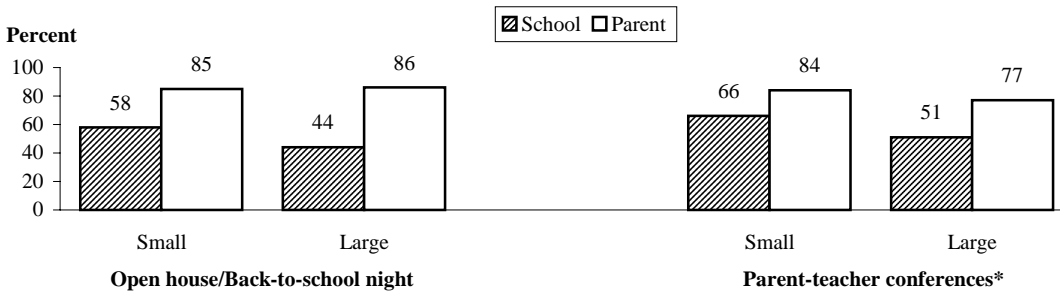 School Parent
Percent
100
80
60
40
20
0
58 85 44 86
66 84 51 77
Small Large
Small Large
Open house/Back-to-school night
Parent-teacher conferences*